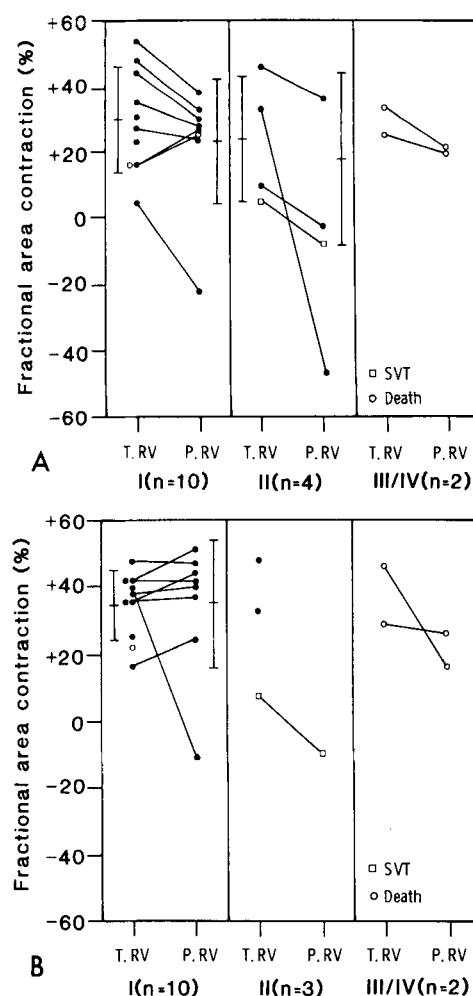 Fractional area contraction (%)
+60
+40
+20
0
-20
-40
-60
□ SVT
○ Death
T. RV P. RV T. RV P. RV T. RV P. RV
A I(n=10) II(n=4) III/IV(n=2)
Fractional area contraction (%)
+60
+40
+20
0
-20
-40
-60
□ SVT
○ Death
T. RV P. RV T. RV P. RV T. RV P. RV
B I(n=10) II(n=3) III/IV(n=2)